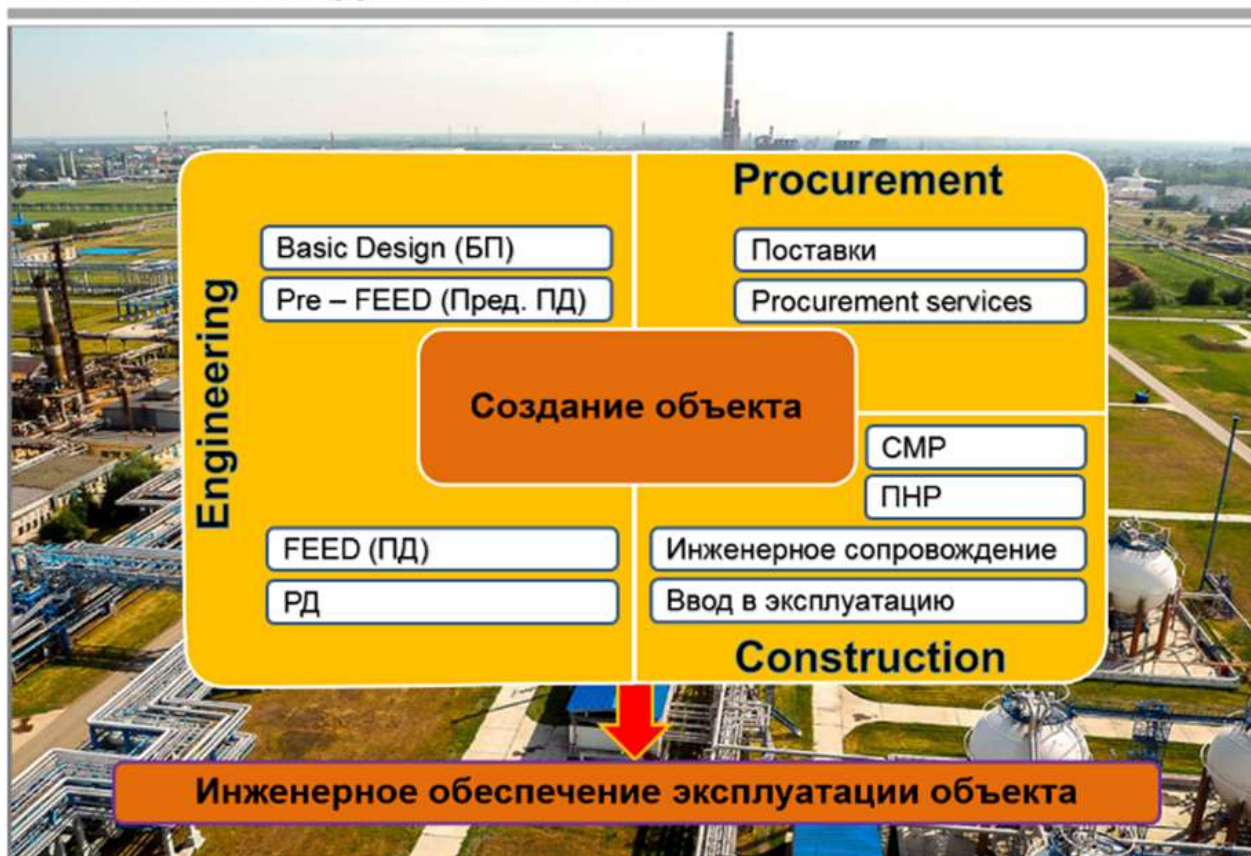 Procurement
Engineering
Basic Design (БП)
Pre – FEED (Пред. ПД)
Поставки
Procurement services
Создание объекта
СМР
ПНР
FEED (ПД)
РД
Инженерное сопровождение
Ввод в эксплуатацию
Construction
Инженерное обеспечение эксплуатации объекта